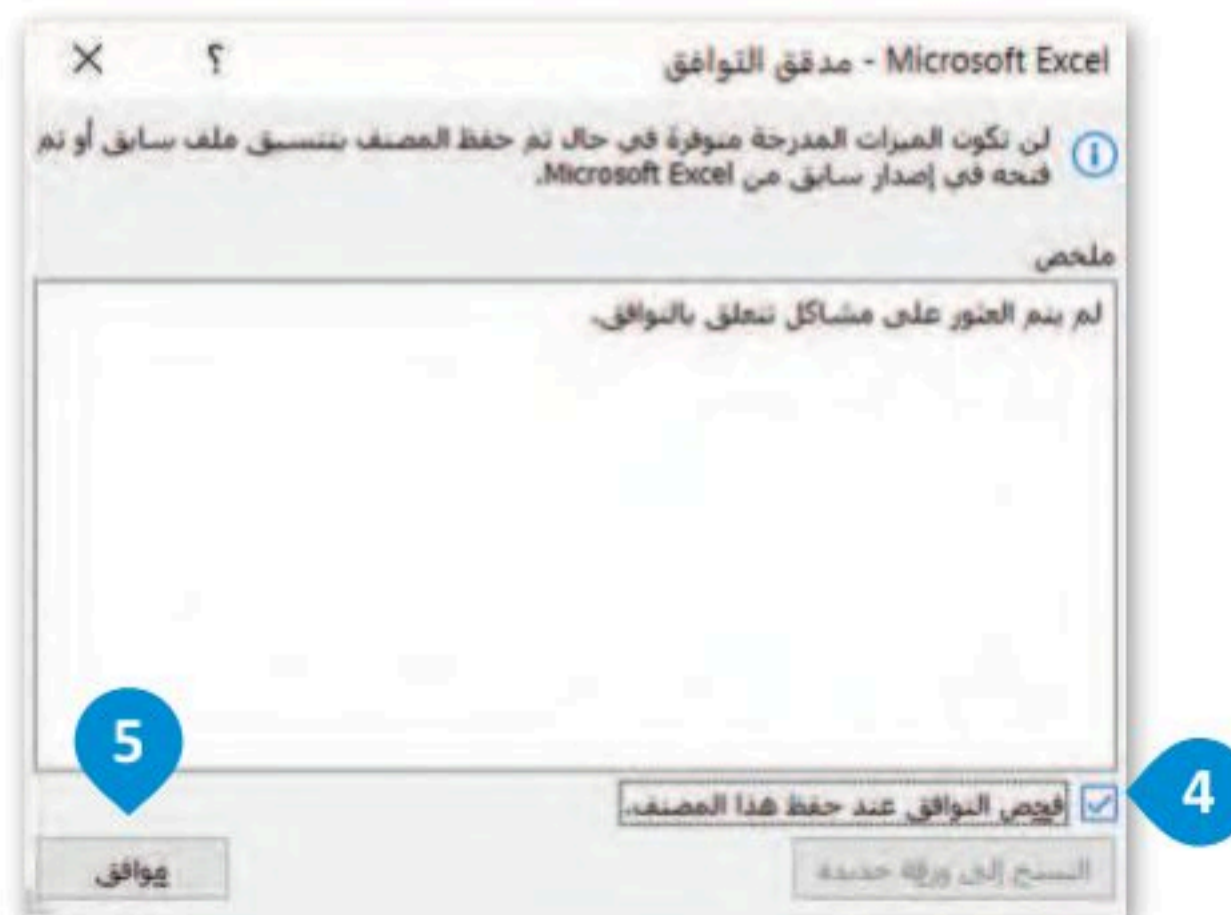 Microsoft Excel - مدقق التوافق
؟
لن تكون الميزات المدرجة متوفرة في حال تم حفظ المصنف بتنسيق ملف سابق أو تم
فتحه في إصدار سابق من Microsoft Excel.
ملخص
لم يتم العثور على مشاكل تتعلق بالتوافق.
فحص التوافق عند حفظ هذا المصنف.
4
النسخ إلى ورقة جديدة
موافق
5